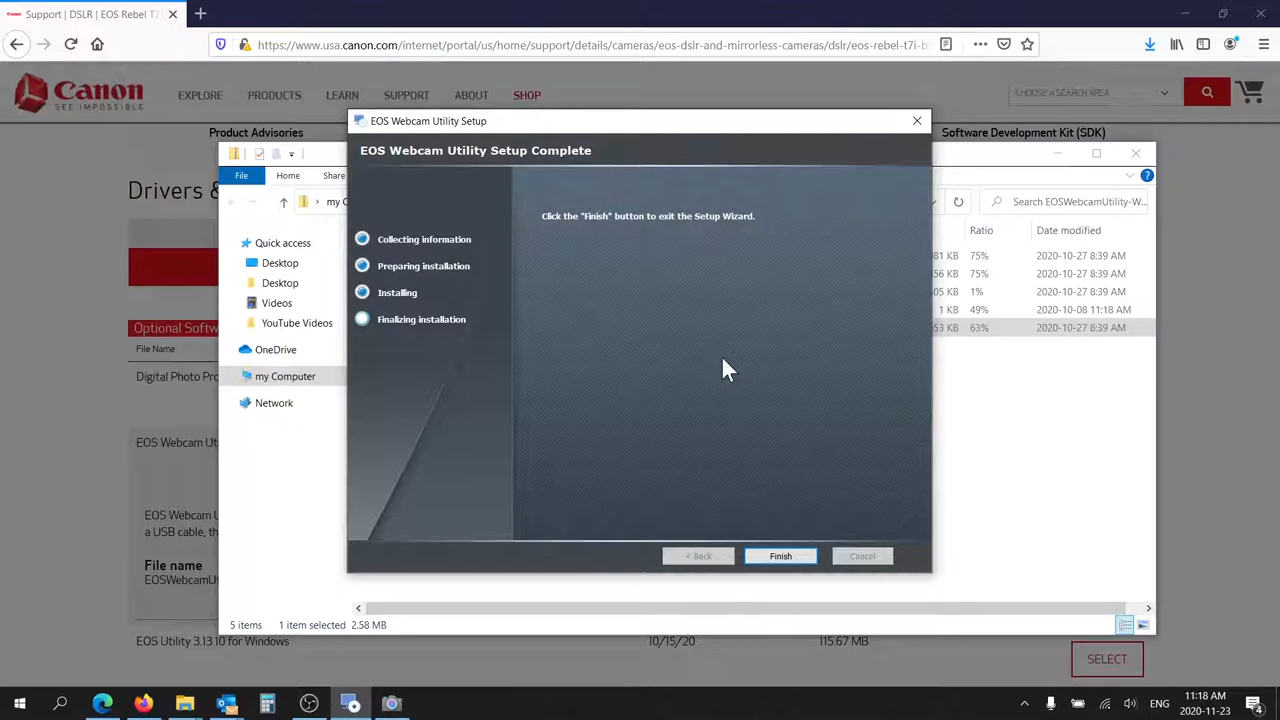 Support | DSLR | EOS Rebel T7i
https://www.usa.canon.com/internet/portal/us/home/support/details/cameras/eos-dslr-and-mirrorless-cameras/dslr/eos-rebel-t7i-b
Canon
SEE IMPOSSIBLE
EXPLORE PRODUCTS LEARN SUPPORT ABOUT SHOP
CHOOSE A SEARCH AREA
Product Advisories
Software Development Kit (SDK)
Drivers &
Optional Softw
File Name
Digital Photo Pro
EOS Webcam Uti
EOS Webcam U
a USB cable, th
File name
EOSWebcamUt
EOS Utility 3.13.10 for Windows 10/15/20 115.67 MB
SELECT
File Home Share
my C
Search EOSWebcamUtility-W...
Quick access
Desktop
Desktop
Videos
YouTube Videos
OneDrive
my Computer
Network
Ratio Date modified
KB 75% 2020-10-27 8:39 AM
KB 75% 2020-10-27 8:39 AM
KB 1% 2020-10-27 8:39 AM
1 KB 49% 2020-10-08 11:18 AM
KB 63% 2020-10-27 8:39 AM
5 items 1 item selected 2.58 MB
EOS Webcam Utility Setup
EOS Webcam Utility Setup Complete
Click the "Finish" button to exit the Setup Wizard.
Collecting information
Preparing installation
Installing
Finalizing installation
< Back Finish Cancel
ENG
11:18 AM
2020-11-23
4